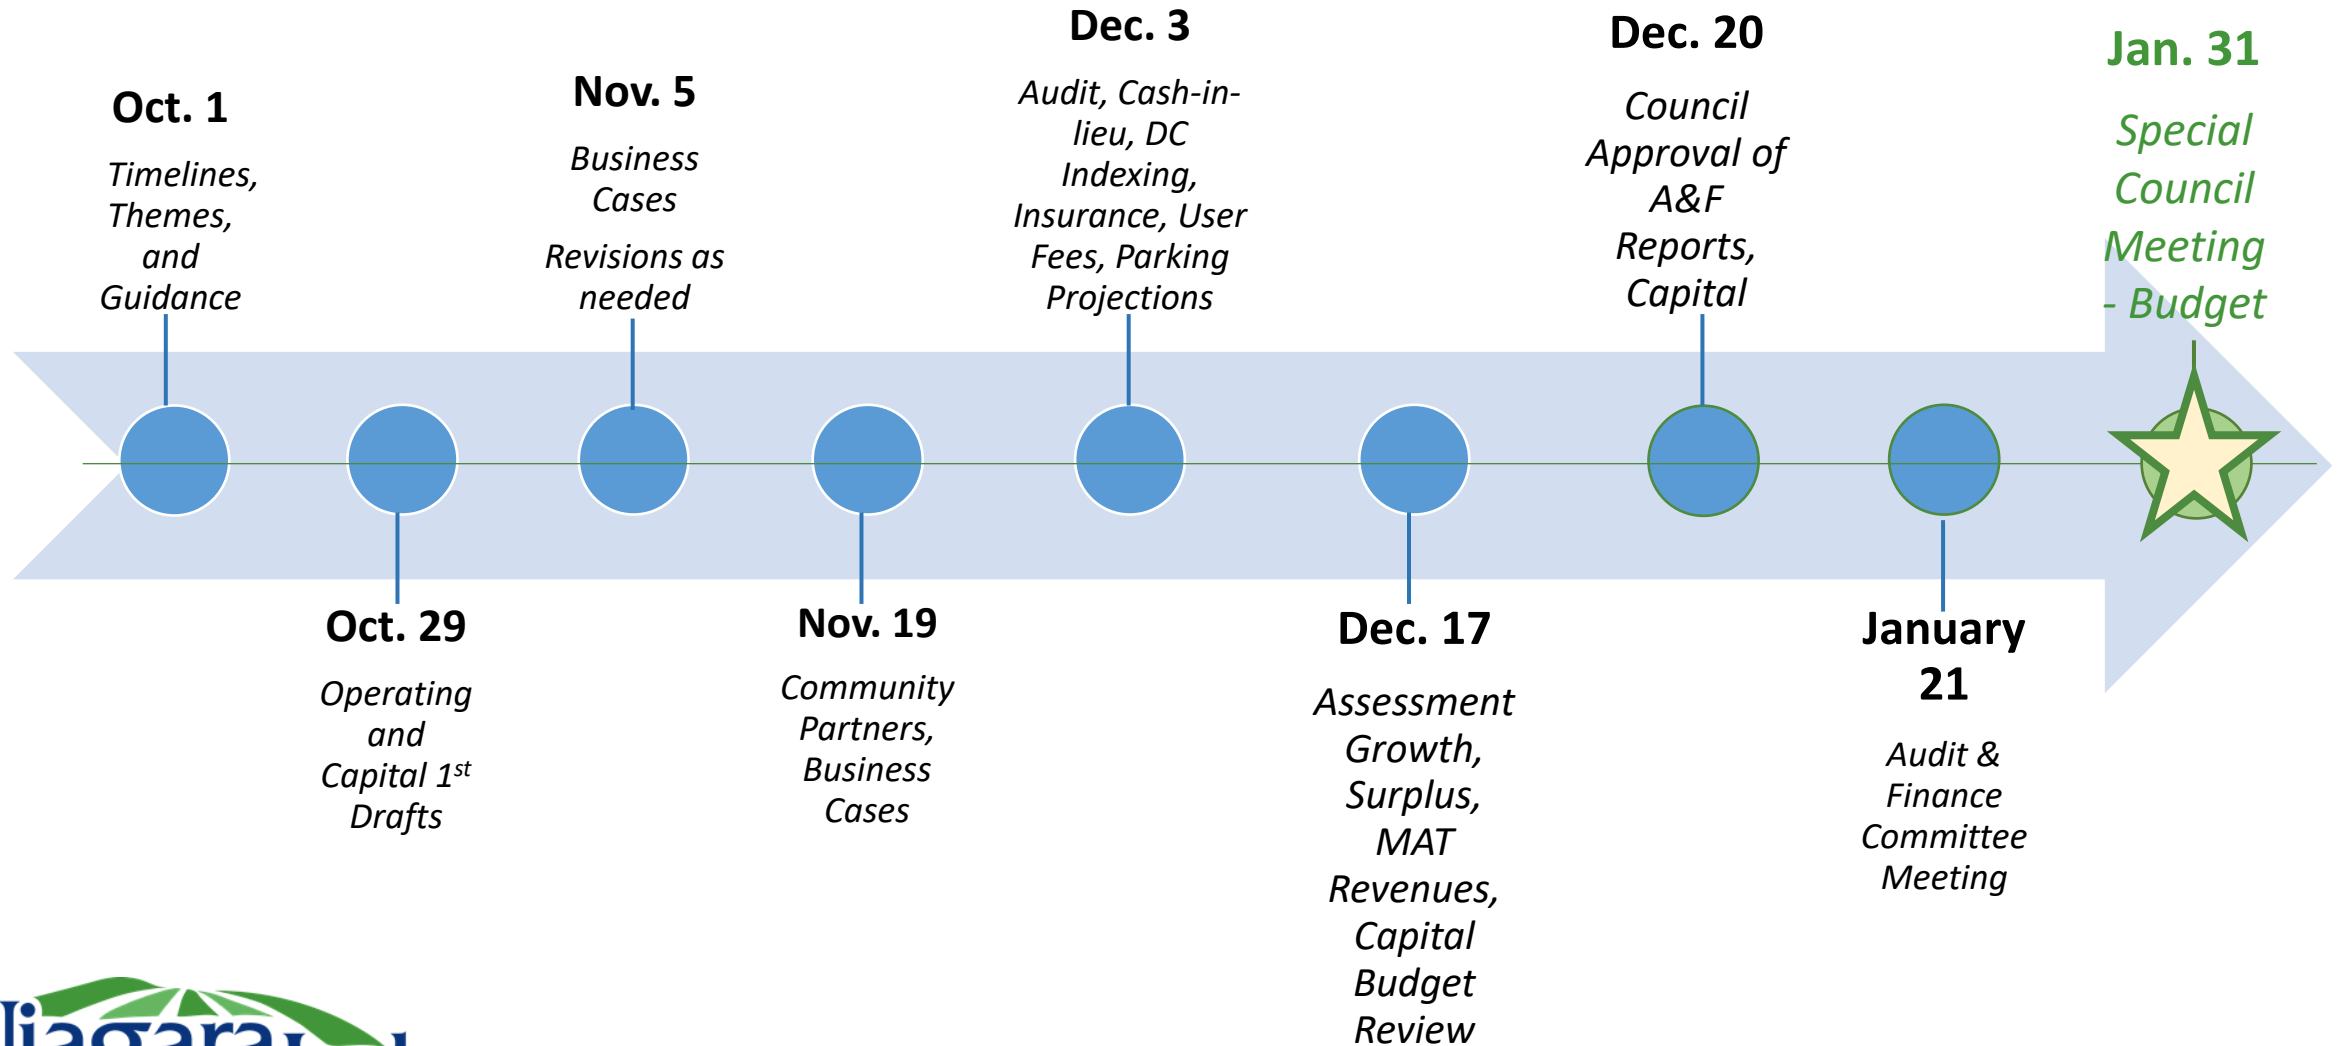 Oct. 1
Timelines,
Themes,
and
Guidance
Oct. 29
Operating
and
Capital 1st
Drafts
Nov. 5
Business
Cases
Revisions as
needed
Nov. 19
Community
Partners,
Business
Cases
Dec. 3
Audit, Cash-in-
lieu, DC
Indexing,
Insurance, User
Fees, Parking
Projections
Dec. 17
Assessment
Growth,
Surplus,
MAT
Revenues,
Capital
Budget
Review
Dec. 20
Council
Approval of
A&F
Reports,
Capital
January
21
Audit &
Finance
Committee
Meeting
Jan. 31
Special
Council
Meeting
- Budget